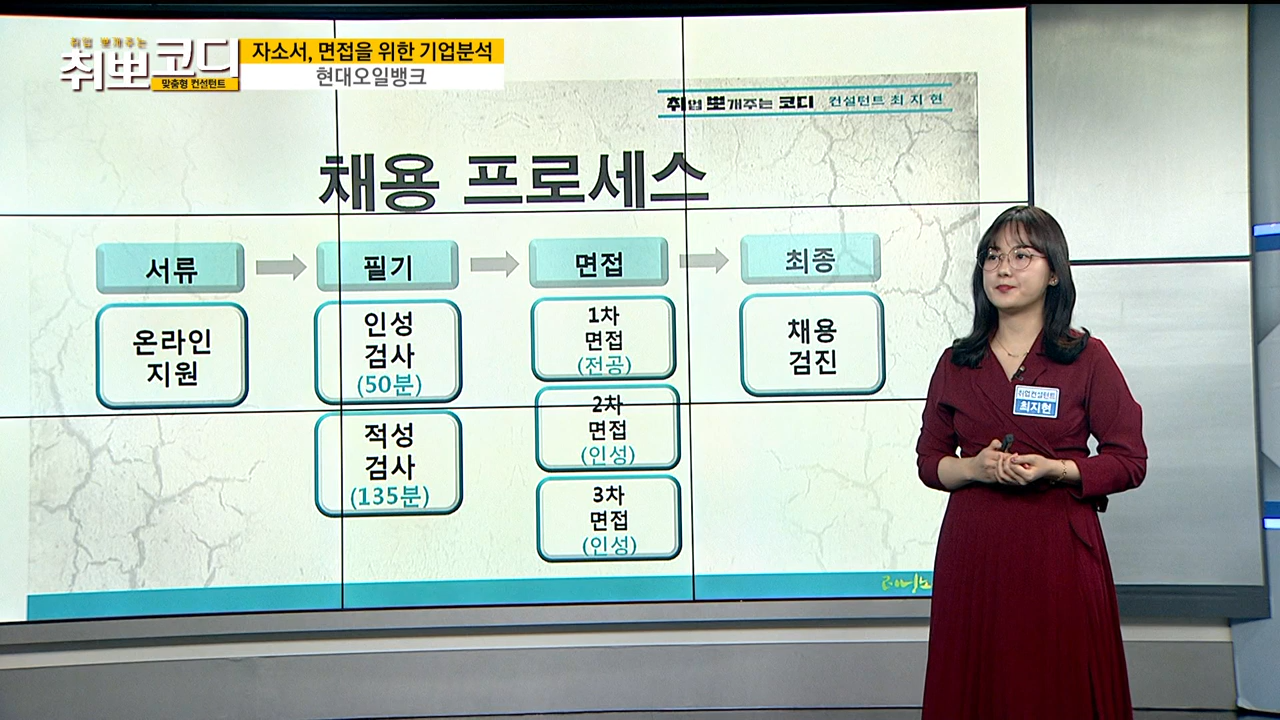 취업 뽀개주는
취뽀코디
맞춤형 컨설턴트
자소서, 면접을 위한 기업분석
현대오일뱅크
취업 뽀개주는 코디 컨설턴트 최지현
채용 프로세스
서류
필기
면접
최종
온라인
지원
인성
검사
(50분)
적성
검사
(135분)
1차
면접
(전공)
2차
면접
(인성)
3차
면접
(인성)
채용
검진
취업컨설턴트
최지현